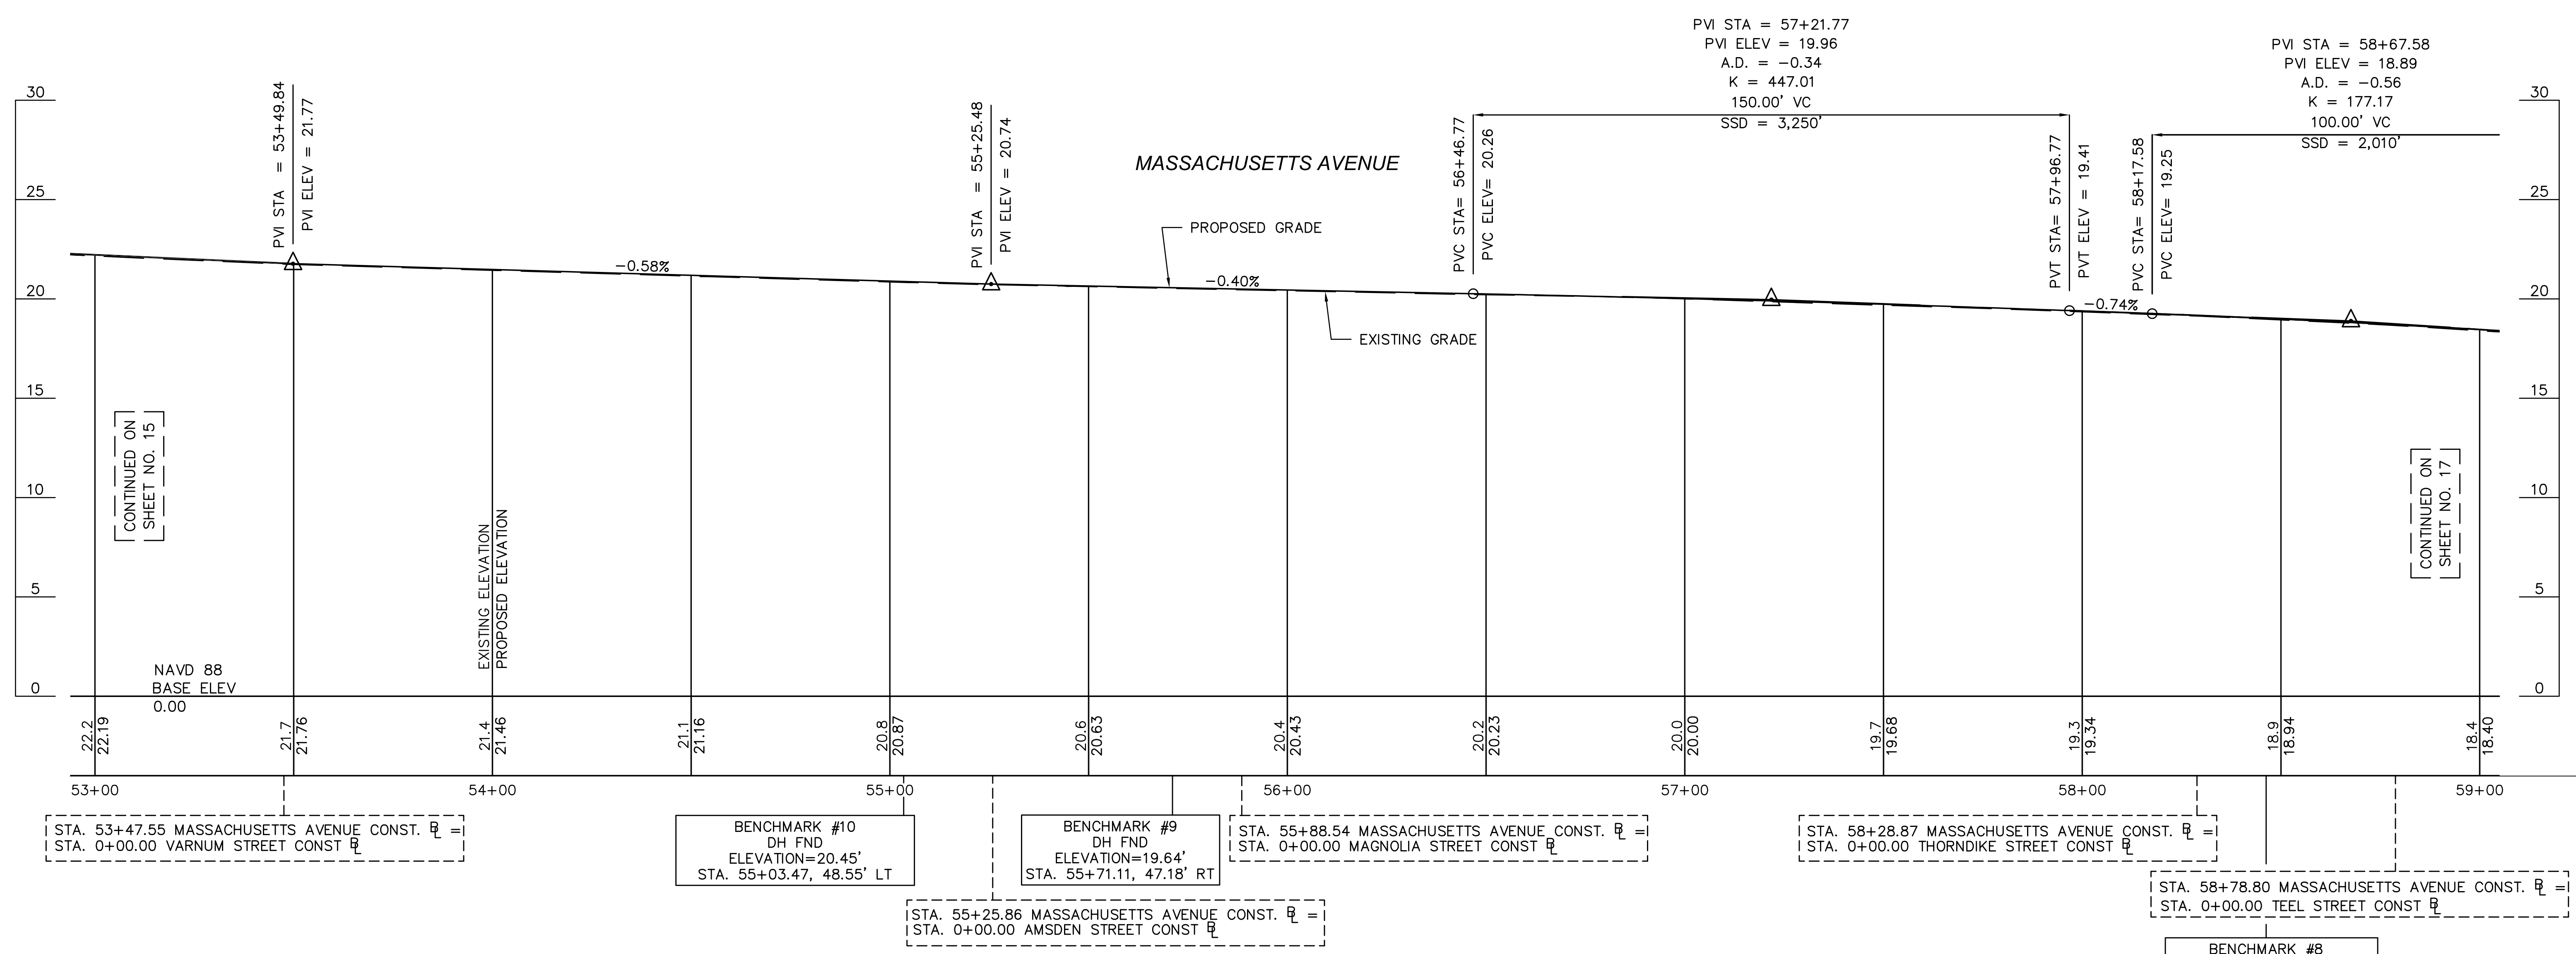 PVI STA = 57+21.77
PVI ELEV = 19.96
A.D. = -0.34
K = 447.01
150.00' VC
SSD = 3,250'
PVI STA = 58+67.58
PVI ELEV = 18.89
A.D. = -0.56
K = 177.17
100.00' VC
SSD = 2,010'
30
25
20
15
10
5
0
PVI STA = 53+49.84
PVI ELEV = 21.77
PVI STA = 55+25.48
PVI ELEV = 20.74
MASSACHUSETTS AVENUE
PVC STA= 56+46.77
PVC ELEV= 20.26
PVT STA= 57+96.77
PVT ELEV = 19.41
PVC STA= 58+17.58
PVC ELEV= 19.25
30
25
20
15
10
5
0
PROPOSED GRADE
-0.58%
-0.40%
-0.74%
EXISTING GRADE
CONTINUED ON
SHEET NO. 15
EXISTING ELEVATION
PROPOSED ELEVATION
CONTINUED ON
SHEET NO. 17
NAVD 88
BASE ELEV
0.00
22.2
22.19
21.7
21.76
21.4
21.46
21.1
21.16
20.8
20.87
20.6
20.63
20.4
20.43
20.2
20.23
20.0
20.00
19.7
19.68
19.3
19.34
18.9
18.94
18.4
18.40
53+00
54+00
55+00
56+00
57+00
58+00
59+00
STA. 53+47.55 MASSACHUSETTS AVENUE CONST. BL =
STA. 0+00.00 VARNUM STREET CONST BL
BENCHMARK #10
DH FND
ELEVATION=20.45'
STA. 55+03.47, 48.55' LT
BENCHMARK #9
DH FND
ELEVATION=19.64'
STA. 55+71.11, 47.18' RT
STA. 55+88.54 MASSACHUSETTS AVENUE CONST. BL =
STA. 0+00.00 MAGNOLIA STREET CONST BL
STA. 58+28.87 MASSACHUSETTS AVENUE CONST. BL =
STA. 0+00.00 THORNDIKE STREET CONST BL
STA. 55+25.86 MASSACHUSETTS AVENUE CONST. BL =
STA. 0+00.00 AMSDEN STREET CONST BL
STA. 58+78.80 MASSACHUSETTS AVENUE CONST. BL =
STA. 0+00.00 TEEL STREET CONST BL
BENCHMARK #8